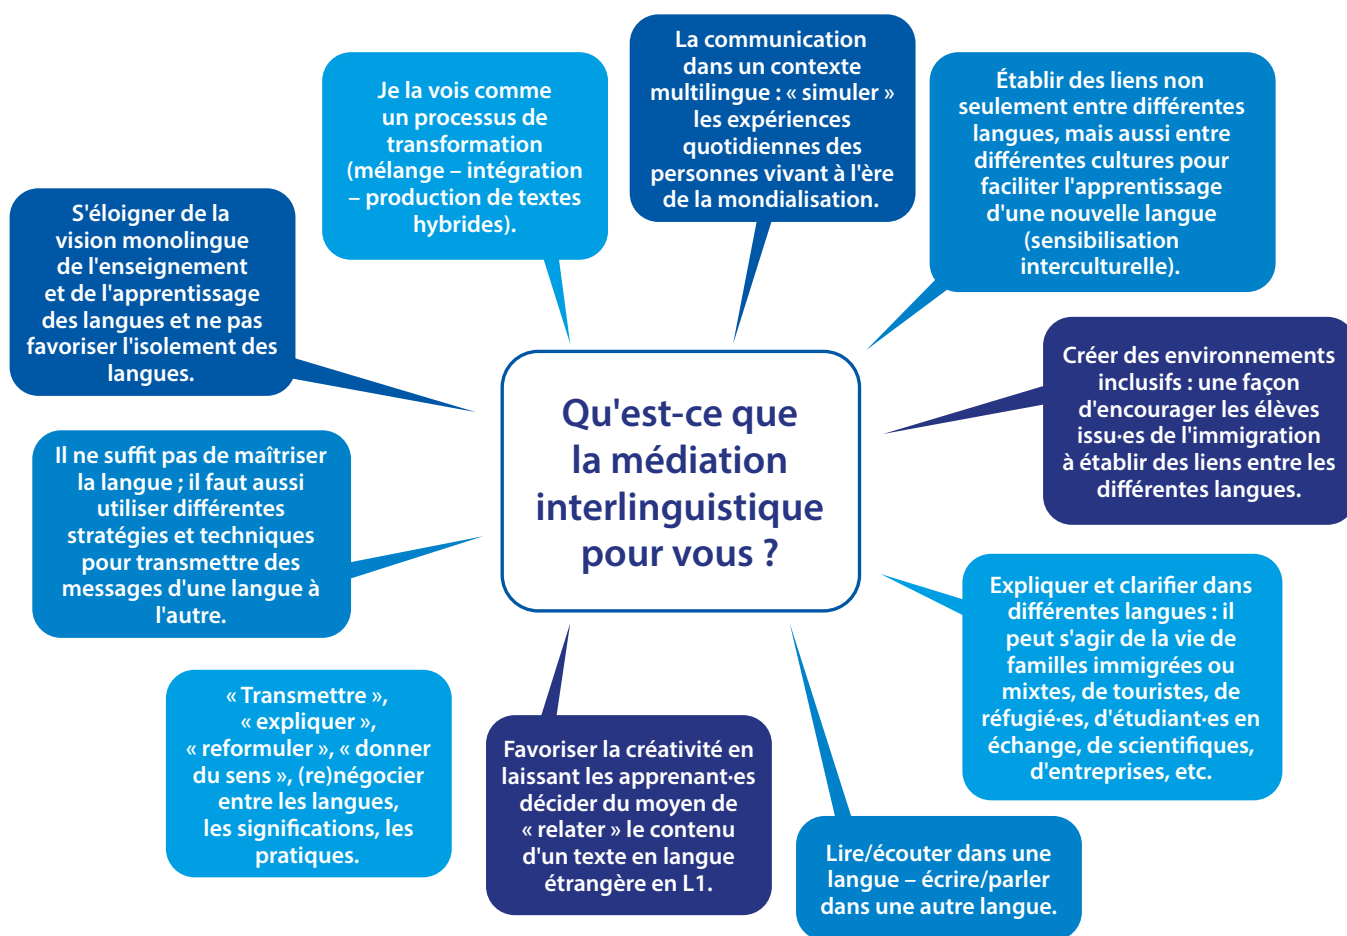 La communication
dans un contexte
multilingue : « simuler »
les expériences
quotidiennes des
personnes vivant à l'ère
de la mondialisation.
Je la vois comme
un processus de
transformation
(mélange – intégration
– production de textes
hybrides).
Établir des liens non
seulement entre différentes
langues, mais aussi entre
différentes cultures pour
faciliter l'apprentissage
d'une nouvelle langue
(sensibilisation
interculturelle).
S'éloigner de la
vision monolingue
de l'enseignement
et de l'apprentissage
des langues et ne pas
favoriser l'isolement des
langues.
Créer des environnements
inclusifs : une façon
d'encourager les élèves
issu·es de l'immigration
à établir des liens entre les
différentes langues.
Qu'est-ce que
la médiation
interlinguistique
pour vous ?
Il ne suffit pas de maîtriser
la langue ; il faut aussi
utiliser différentes
stratégies et techniques
pour transmettre des
messages d'une langue à
l'autre.
Expliquer et clarifier dans
différentes langues : il
peut s'agir de la vie de
familles immigrées ou
mixtes, de touristes, de
réfugié·es, d'étudiant·es en
échange, de scientifiques,
d'entreprises, etc.
« Transmettre »,
« expliquer »,
« reformuler », « donner
du sens », (re)négocier
entre les langues,
les significations, les
pratiques.
Favoriser la créativité en
laissant les apprenant·es
décider du moyen de
« relater » le contenu
d'un texte en langue
étrangère en L1.
Lire/écouter dans une
langue – écrire/parler
dans une autre langue.